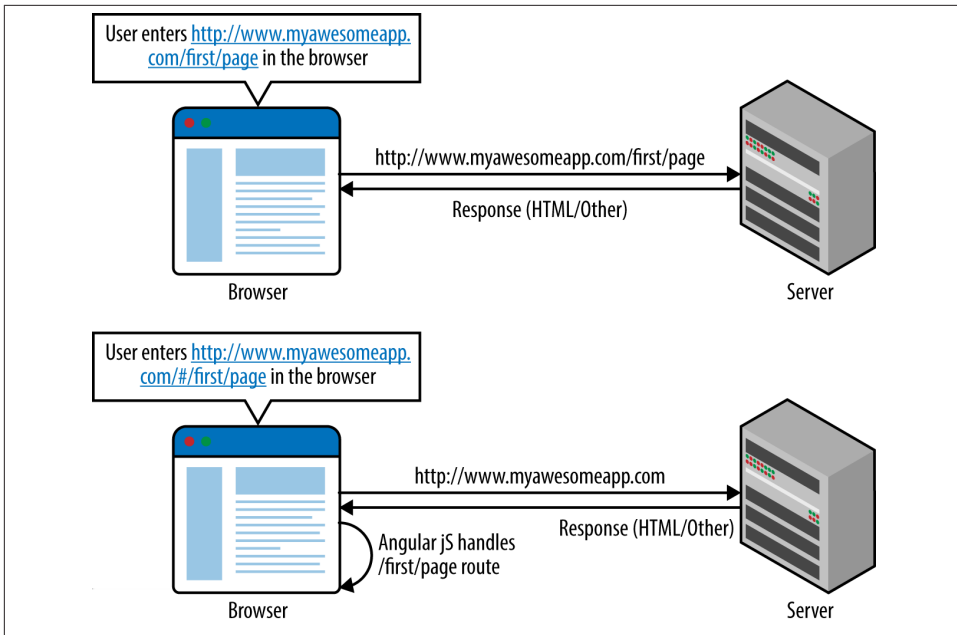 User enters http://www.myawesomeapp.
com/first/page in the browser
http://www.myawesomeapp.com/first/page
Response (HTML/Other)
Browser
Server
User enters http://www.myawesomeapp.
com/#/first/page in the browser
http://www.myawesomeapp.com
Response (HTML/Other)
Angular jS handles
/first/page route
Browser
Server